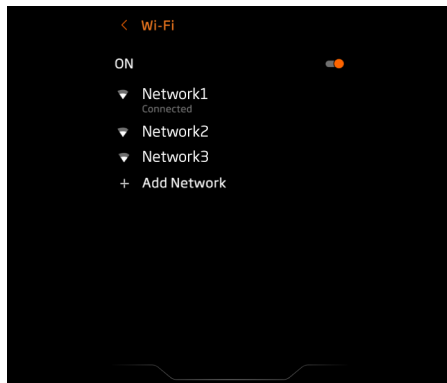 Wi-Fi
ON
Network1
Connected
Network2
Network3
+ Add Network